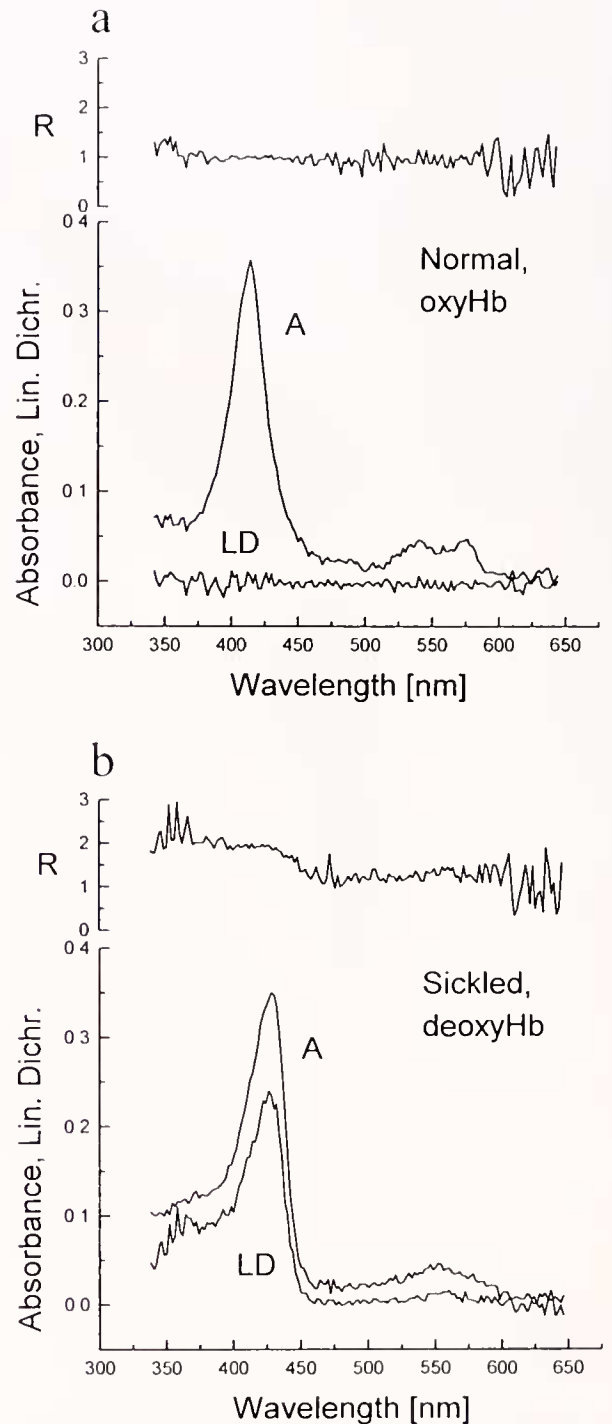 a
3
2
R
1
0
0 4
Normal,
oxyHb
0 3
A
0.2
0 1
LD
0 0
Absorbance, Lin. Dichr.
300 350 400 450 500 550 600 650
Wavelength [nm]
b
3
2
R
1
0
0 4
Sickled,
deoxyHb
0 3
A
0.2
0 1
LD
0 0
Absorbance, Lin. Dichr.
300 350 400 450 500 550 600 650
Wavelength [nm]